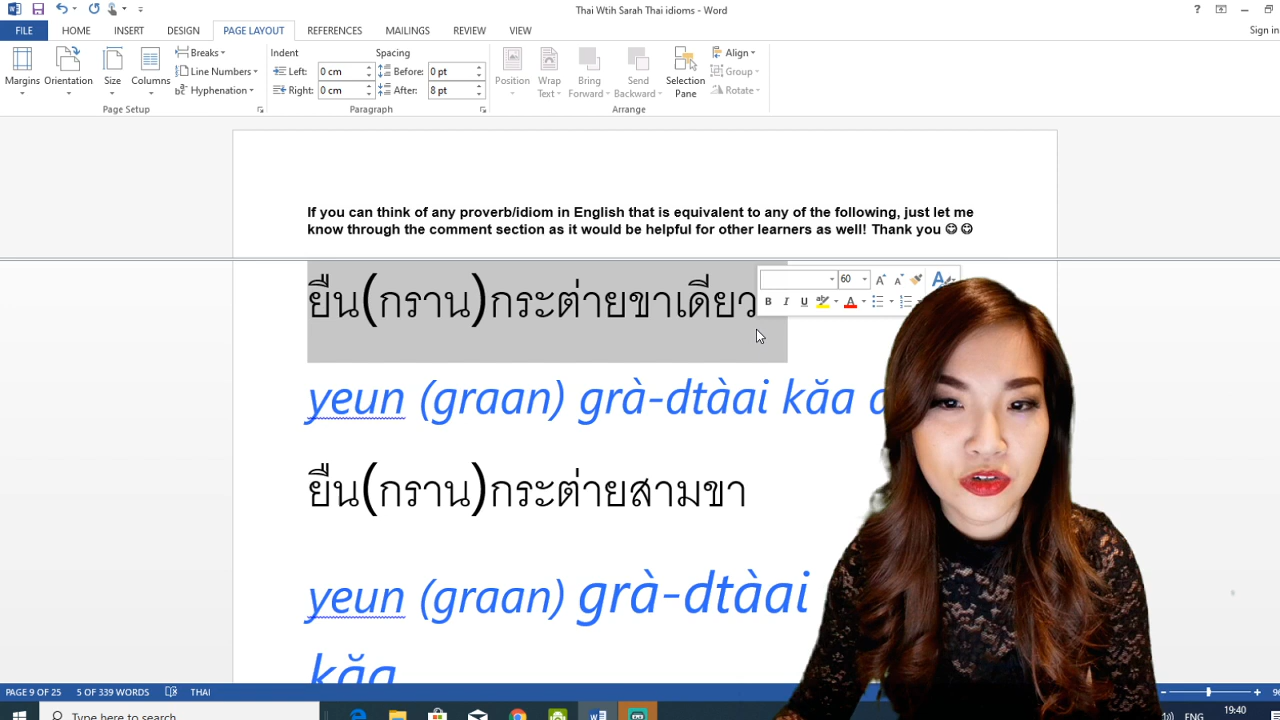 Thai Wtih Sarah Thai idioms - Word
Sign in
FILE HOME INSERT DESIGN PAGE LAYOUT REFERENCES MAILINGS REVIEW VIEW
Margins Orientation Size Columns
Breaks
Line Numbers
Hyphenation
Page Setup
Indent Spacing
Left: 0 cm Before: 0 pt
Right: 0 cm After: 8 pt
Paragraph
Position Wrap Text Bring Forward Send Backward Selection Pane
Align
Group
Rotate
Arrange
If you can think of any proverb/idiom in English that is equivalent to any of the following, just let me
know through the comment section as it would be helpful for other learners as well! Thank you 😊 😊
60
B I U
ยืน(กราน)กระต่ายขาเดียว
yeun (graan) grà-dtàai kăa
ยืน(กราน)กระต่ายสามขา
yeun (graan) grà-dtàai
kăa
PAGE 9 OF 25 5 OF 339 WORDS THAI
Type here to search
19:40